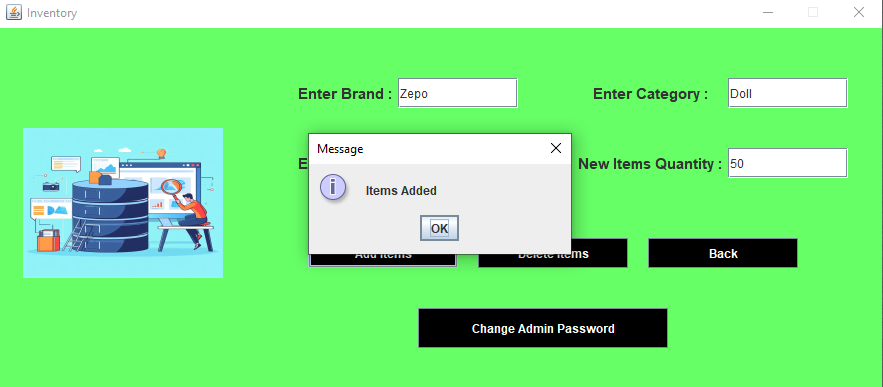 Inventory
Enter Brand :
Zepo
Enter Category :
Doll
Message
Items Added
OK
New Items Quantity :
50
Add Items
Delete Items
Back
Change Admin Password